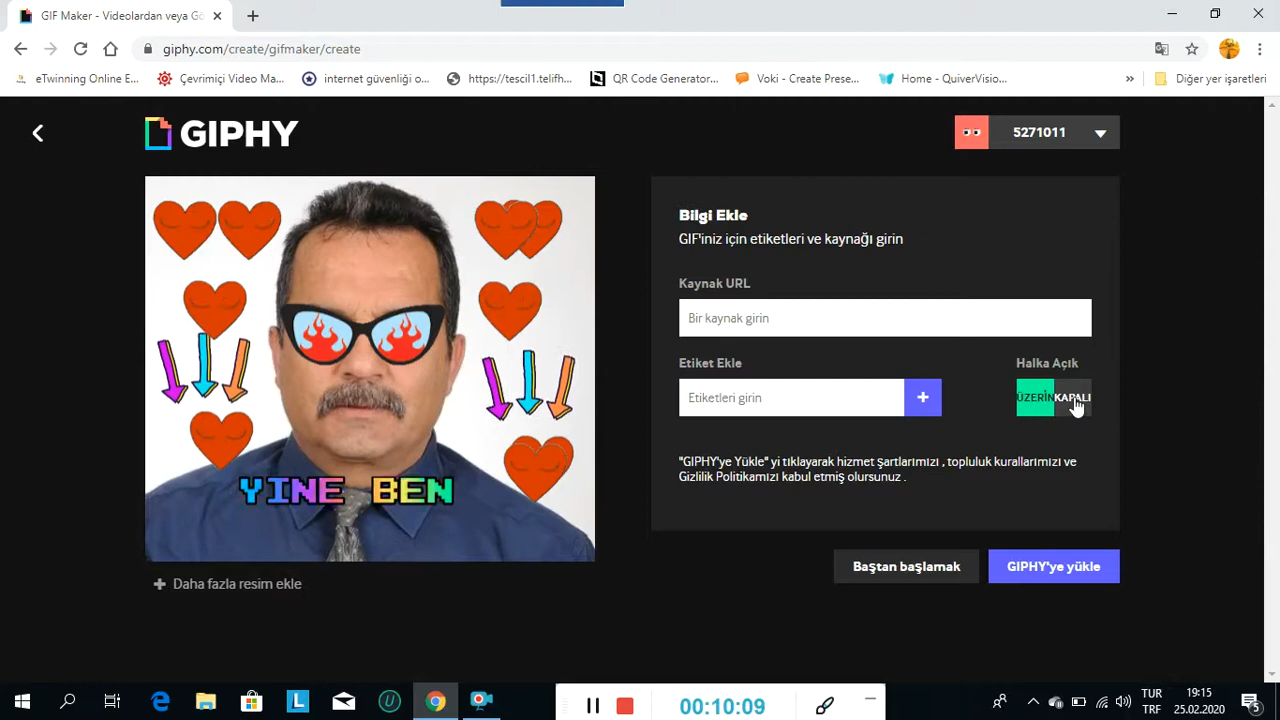 GIF Maker - Videolardan veya Gö
giphy.com/create/gifmaker/create
eTwinning Online E...
Çevrimiçi Video Ma...
internet güvenliği o...
https://tescil1.telifh...
QR Code Generator...
Voki - Create Prese...
Home - QuiverVisio...
»
Diğer yer işaretleri
GIPHY
5271011
YINE BEN
Daha fazla resim ekle
Bilgi Ekle
GIF'iniz için etiketleri ve kaynağı girin
Kaynak URL
Bir kaynak girin
Etiket Ekle
Halka Açık
Etiketleri girin
+
ÜZERİN
KAPALI
"GIPHY'ye Yükle" yi tıklayarak hizmet şartlarımızı , topluluk kurallarımızı ve
Gizlilik Politikamızı kabul etmiş olursunuz .
Baştan başlamak
GIPHY'ye yükle
00:10:09
TUR
TRF
19:15
25.02.2020
5